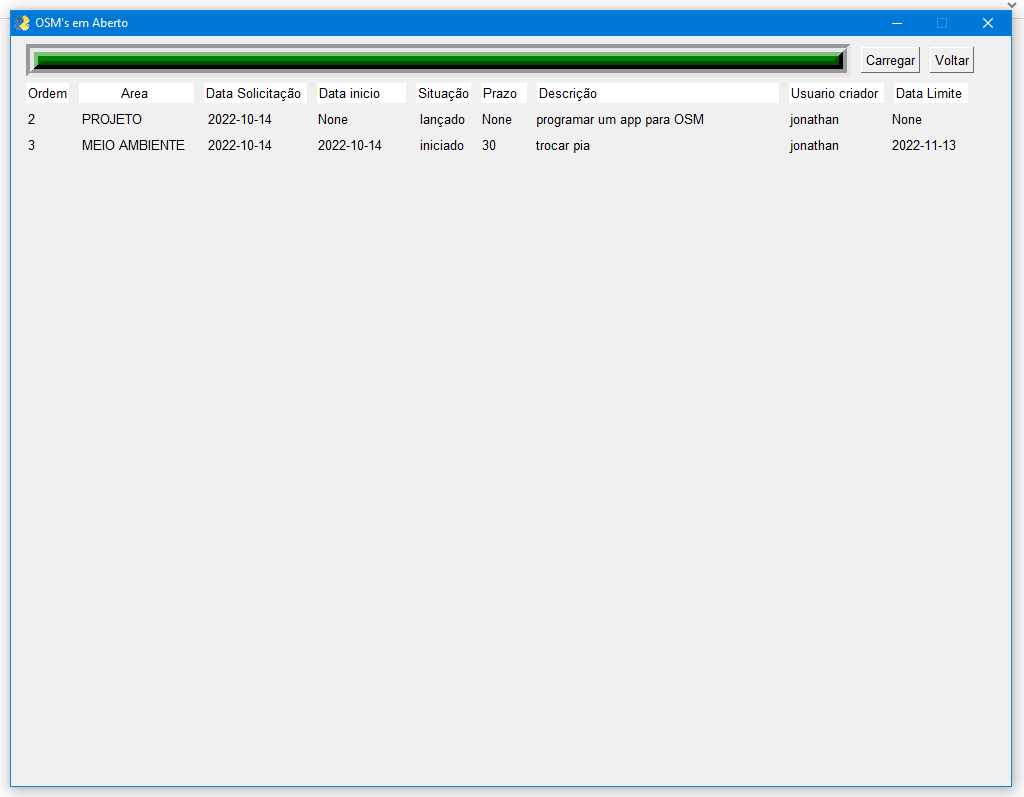 OSM's em Aberto
Carregar Voltar
Ordem Area Data Solicitação Data inicio Situação Prazo Descrição Usuario criador Data Limite
2 PROJETO 2022-10-14 None lançado None programar um app para OSM jonathan None
3 MEIO AMBIENTE 2022-10-14 2022-10-14 iniciado 30 trocar pia jonathan 2022-11-13